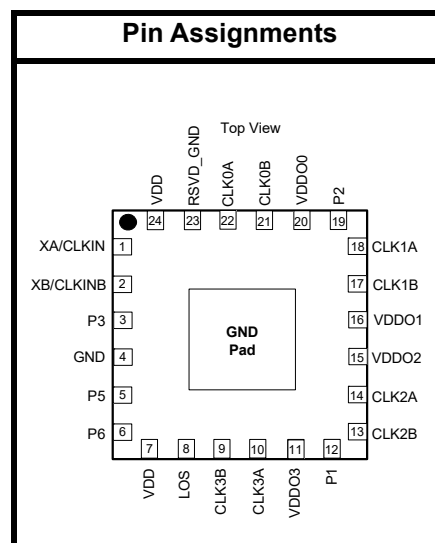 Pin Assignments
Top View
VDD
RSVD_GND
CLK0A
CLK0B
VDDO0
P2
24
23
22
21
20
19
XA/CLKIN
1
18
CLK1A
XB/CLKINB
2
17
CLK1B
P3
3
16
VDDO1
GND
Pad
GND
4
15
VDDO2
P5
5
14
CLK2A
P6
6
13
CLK2B
7
8
9
10
11
12
VDD
LOS
CLK3B
CLK3A
VDDO3
P1